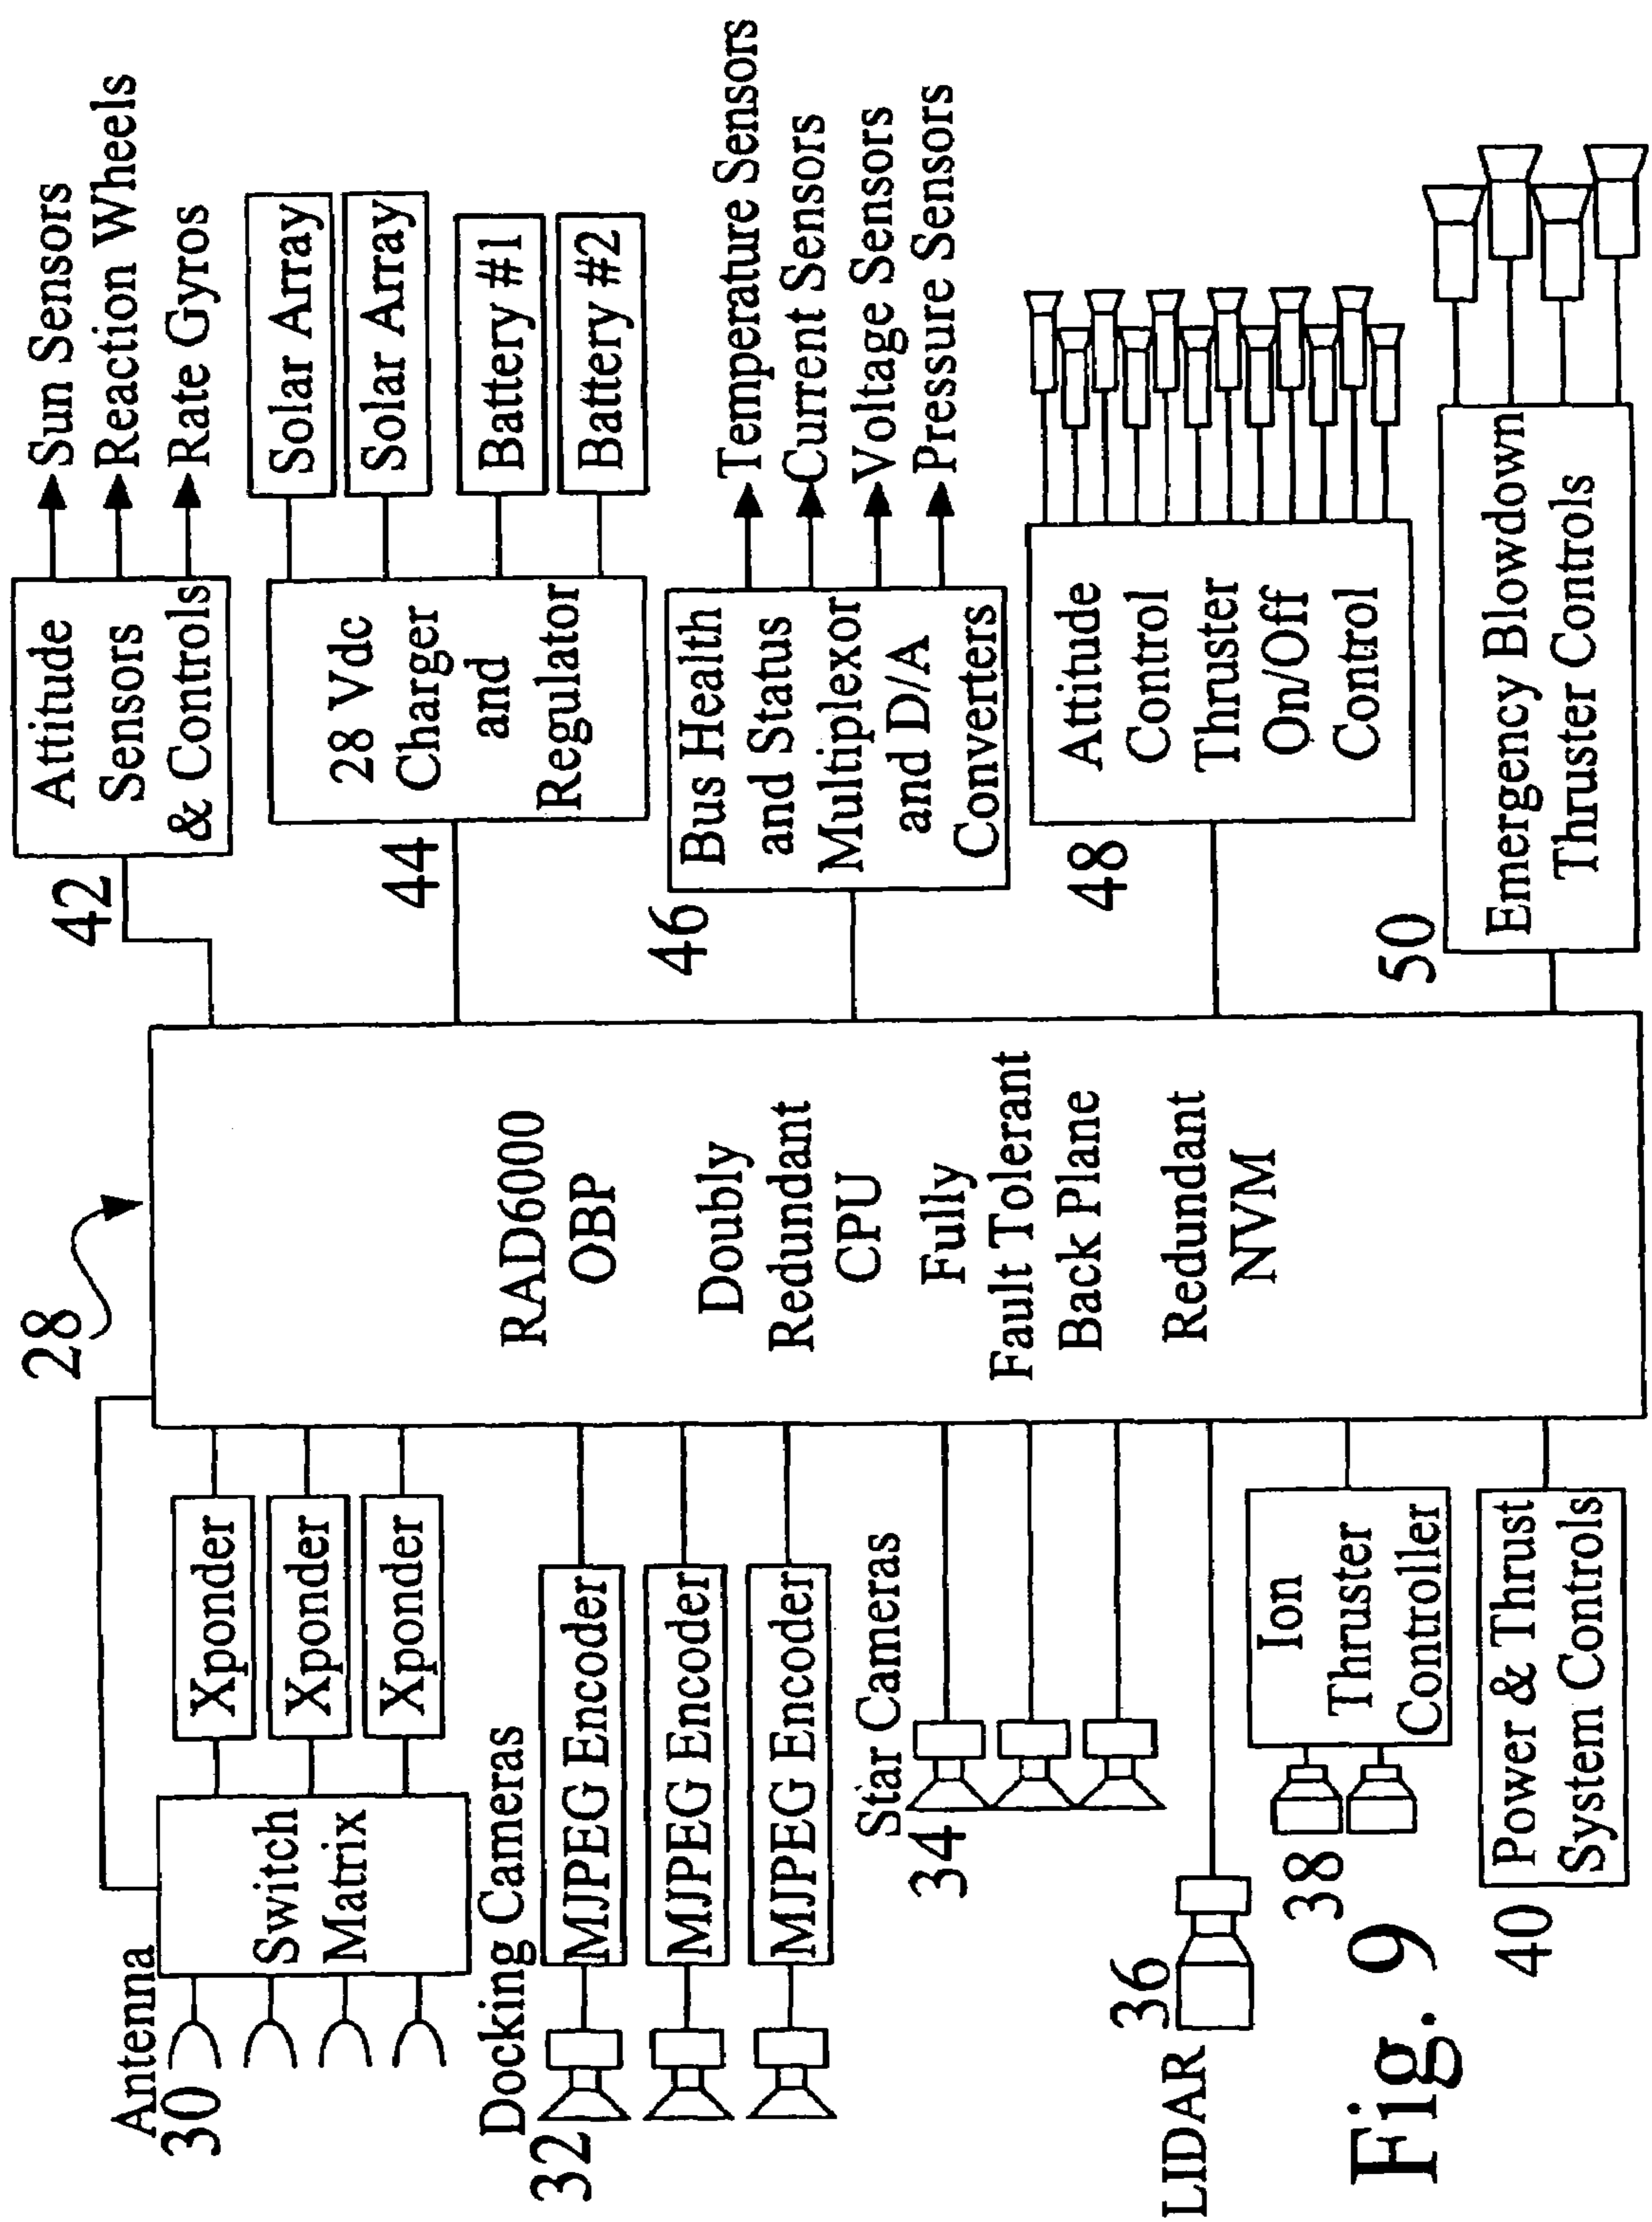 28
Antenna
30
Switch
Matrix
Xponder
Xponder
Xponder
Docking Cameras
32
MJPEG Encoder
MJPEG Encoder
MJPEG Encoder
Star Cameras
34
LIDAR
36
38
Ion
Thruster
Controller
40
Power & Thrust
System Controls
RAD6000
OBP
Doubly
Redundant
CPU
Fully
Fault Tolerant
Back Plane
Redundant
NVM
42
Attitude
Sensors
& Controls
Sun Sensors
Reaction Wheels
Rate Gyros
44
28 Vdc
Charger
and
Regulator
Solar Array
Solar Array
Battery #1
Battery #2
46
Bus Health
and Status
Multiplexor
and D/A
Converters
Temperature Sensors
Current Sensors
Voltage Sensors
Pressure Sensors
48
Attitude
Control
Thruster
On/Off
Control
50
Emergency Blowdown
Thruster Controls
Fig. 9